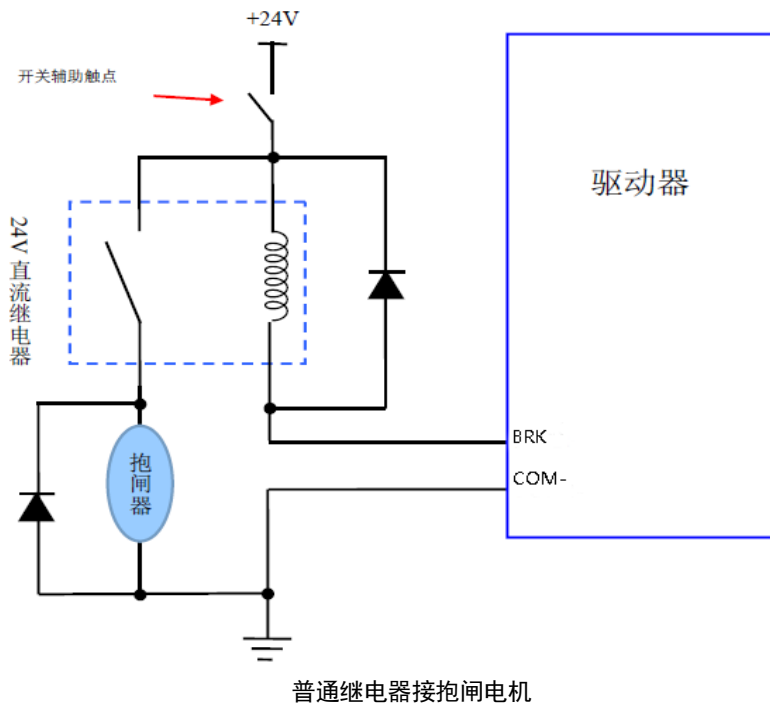 +24V
开关辅助触点
驱动器
24V 直流继电器
BRK
抱闸器
COM-
普通继电器接抱闸电机